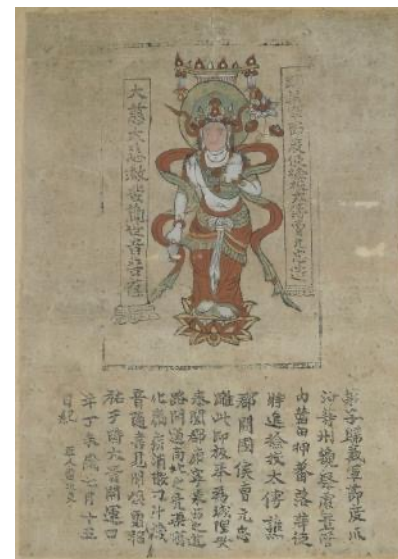 歸義軍節度使檢校太傅曹元忠造
大慈大悲救苦觀世音菩薩
弟子歸義軍節度瓜
沙等州觀察處置管
內營田押蕃落等使
特進檢校太傅譙
郡開國侯曹元忠
雕此印板奉為城隍安
泰闔郡康寧東西之道
路開通南北之兇渠順
化癘疾消散刁斗藏
音隨喜見聞俱霑福
祐于時大晉開運四
年丁未歲七月十五
日紀 匠人